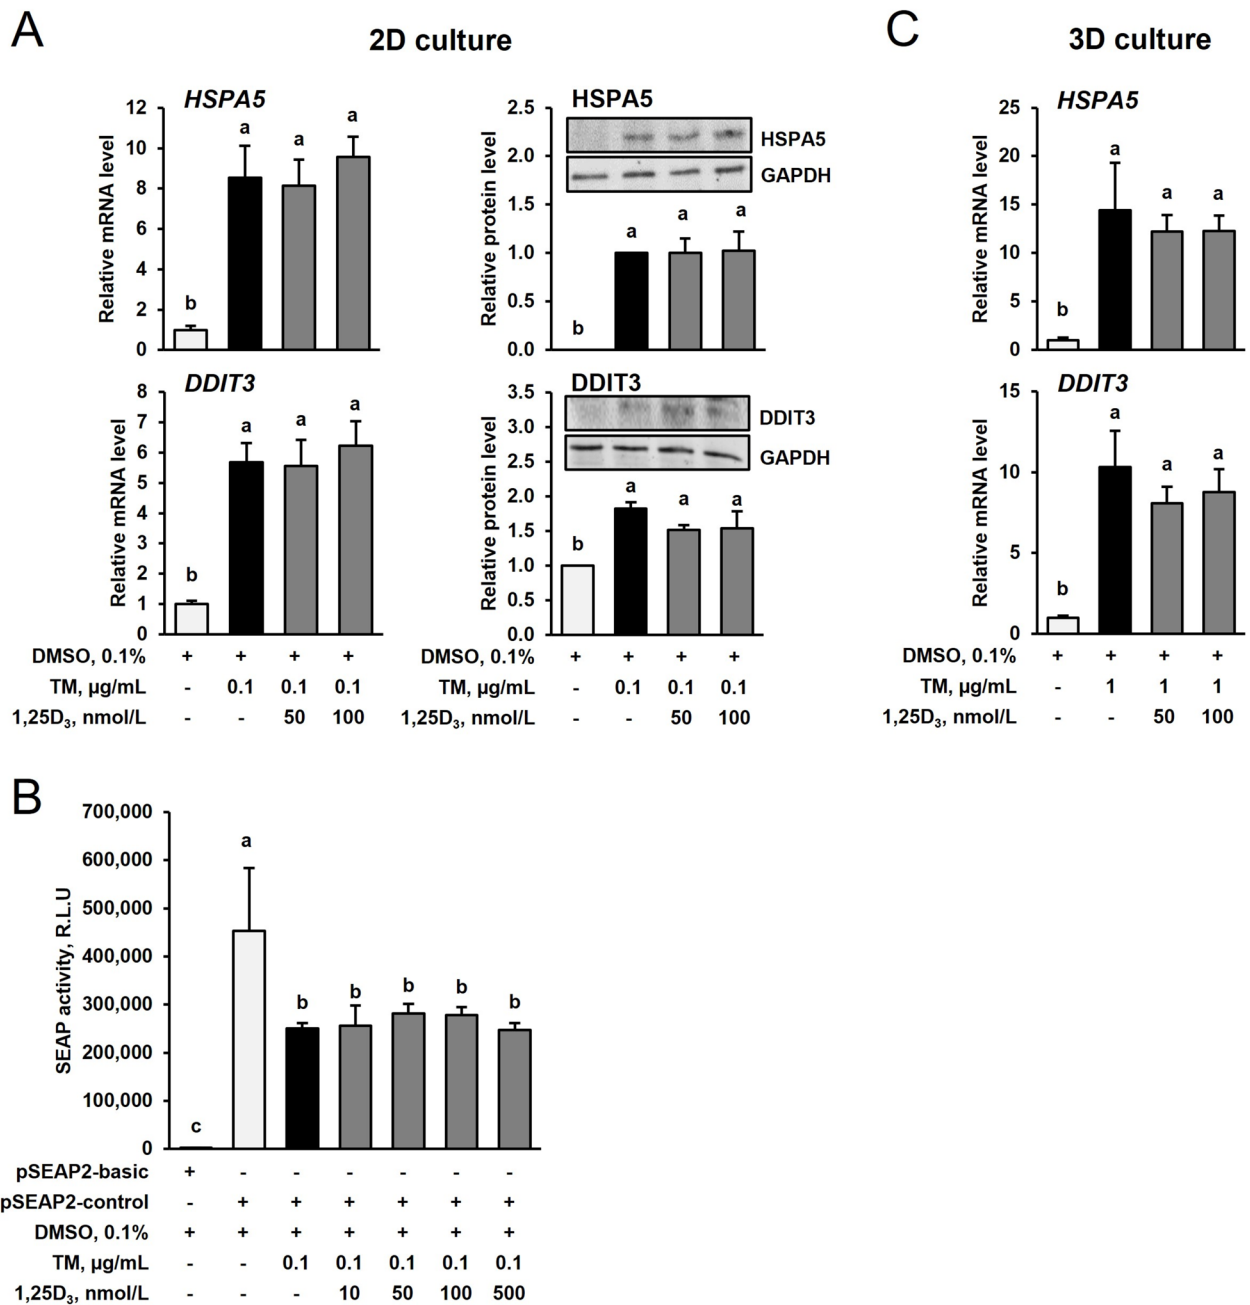 A
2D culture
C
3D culture
HSPA5
Relative mRNA level
12
10
8
6
4
2
0
b
a
a
a
HSPA5
Relative protein level
2.5
2.0
1.5
1.0
0.5
0.0
HSPA5
GAPDH
b
a
a
a
HSPA5
Relative mRNA level
25
20
15
10
5
0
b
a
a
a
DDIT3
Relative mRNA level
8
7
6
5
4
3
2
1
0
b
a
a
a
DDIT3
Relative protein level
3.5
3.0
2.5
2.0
1.5
1.0
0.5
0.0
DDIT3
GAPDH
b
a
a
a
DDIT3
Relative mRNA level
15
10
5
0
b
a
a
a
DMSO, 0.1% + + + +
TM, µg/mL - 0.1 0.1 0.1
1,25D₃, nmol/L - - 50 100
DMSO, 0.1% + + + +
TM, µg/mL - 0.1 0.1 0.1
1,25D₃, nmol/L - - 50 100
DMSO, 0.1% + + + +
TM, µg/mL - 1 1 1
1,25D₃, nmol/L - - 50 100
B
SEAP activity, R.L.U
700,000
600,000
500,000
400,000
300,000
200,000
100,000
0
c
a
b
b
b
b
b
pSEAP2-basic + - - - - - -
pSEAP2-control - + + + + + +
DMSO, 0.1% + + + + + + +
TM, µg/mL - - 0.1 0.1 0.1 0.1 0.1
1,25D₃, nmol/L - - - 10 50 100 500